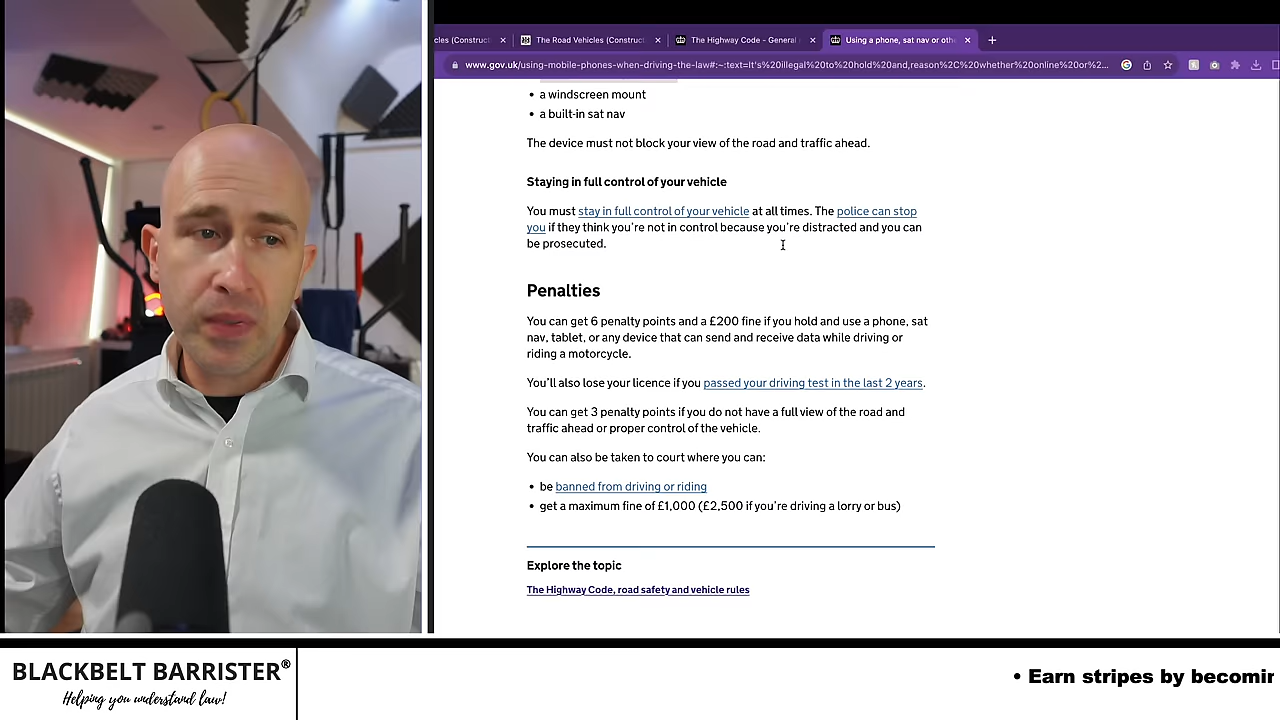 cles (Construct
The Road Vehicles (Construc
The Highway Code - General
Using a phone, sat nav or oth
www.gov.uk/using-mobile-phones-when-driving-the-law#:~:text=It's%20illegal%20to%20hold%20and,reason%2C%20whether%20online%20or%2...
• a windscreen mount
• a built-in sat nav
The device must not block your view of the road and traffic ahead.
Staying in full control of your vehicle
You must stay in full control of your vehicle at all times. The police can stop
you if they think you're not in control because you're distracted and you can
be prosecuted.
Penalties
You can get 6 penalty points and a £200 fine if you hold and use a phone, sat
nav, tablet, or any device that can send and receive data while driving or
riding a motorcycle.
You'll also lose your licence if you passed your driving test in the last 2 years.
You can get 3 penalty points if you do not have a full view of the road and
traffic ahead or proper control of the vehicle.
You can also be taken to court where you can:
• be banned from driving or riding
• get a maximum fine of £1,000 (£2,500 if you're driving a lorry or bus)
Explore the topic
The Highway Code, road safety and vehicle rules
BLACKBELT BARRISTER®
Helping you understand law!
• Earn stripes by becomin